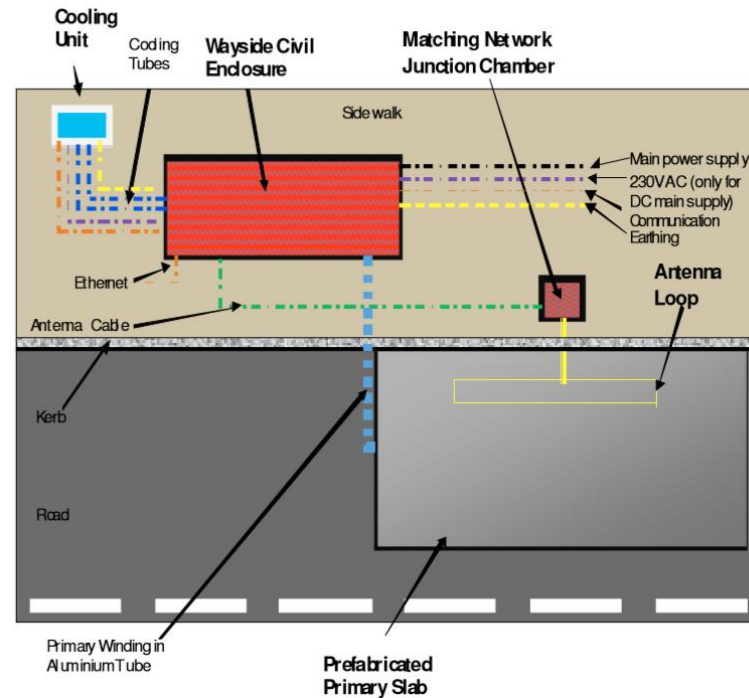 Cooling
Unit
Coding
Tubes
Wayside Civil
Enclosure
Matching Network
Junction Chamber
Side walk
Main power supply
230VAC (only for
DC main supply)
Communication
Earthing
Ethernet
Antenna
Loop
Antenna Cable
Kerb
Road
Primary Winding in
Aluminium Tube
Prefabricated
Primary Slab